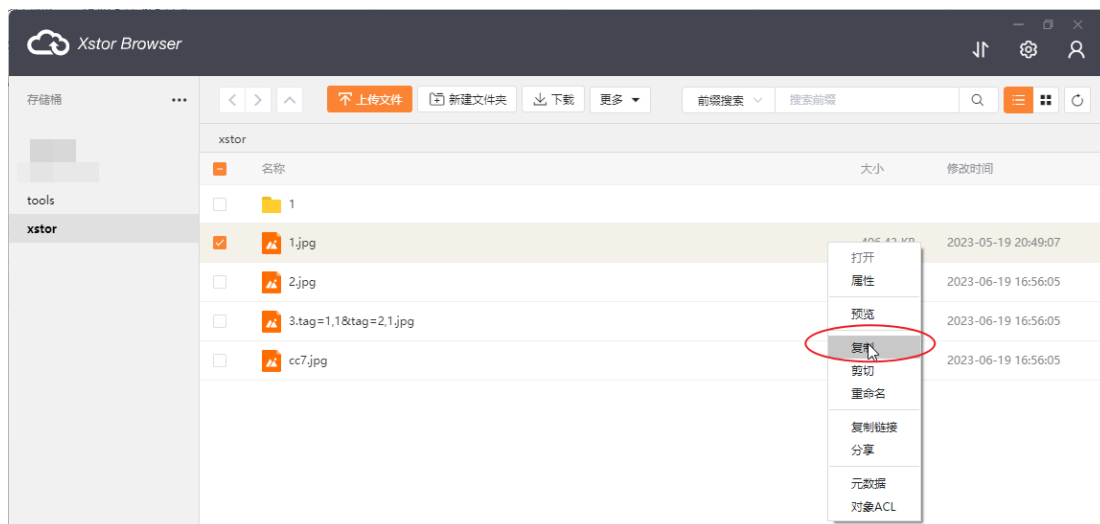 Xstor Browser
存储桶
上传文件
新建文件夹
下载
更多
前缀搜索
搜索前缀
xstor
名称 大小 修改时间
tools
xstor
1
1.jpg 2023-05-19 20:49:07
2.jpg 2023-06-19 16:56:05
3.tag=1,1&tag=2,1.jpg 2023-06-19 16:56:05
cc7.jpg 2023-06-19 16:56:05
打开
属性
预览
复制
剪切
重命名
复制链接
分享
元数据
对象ACL